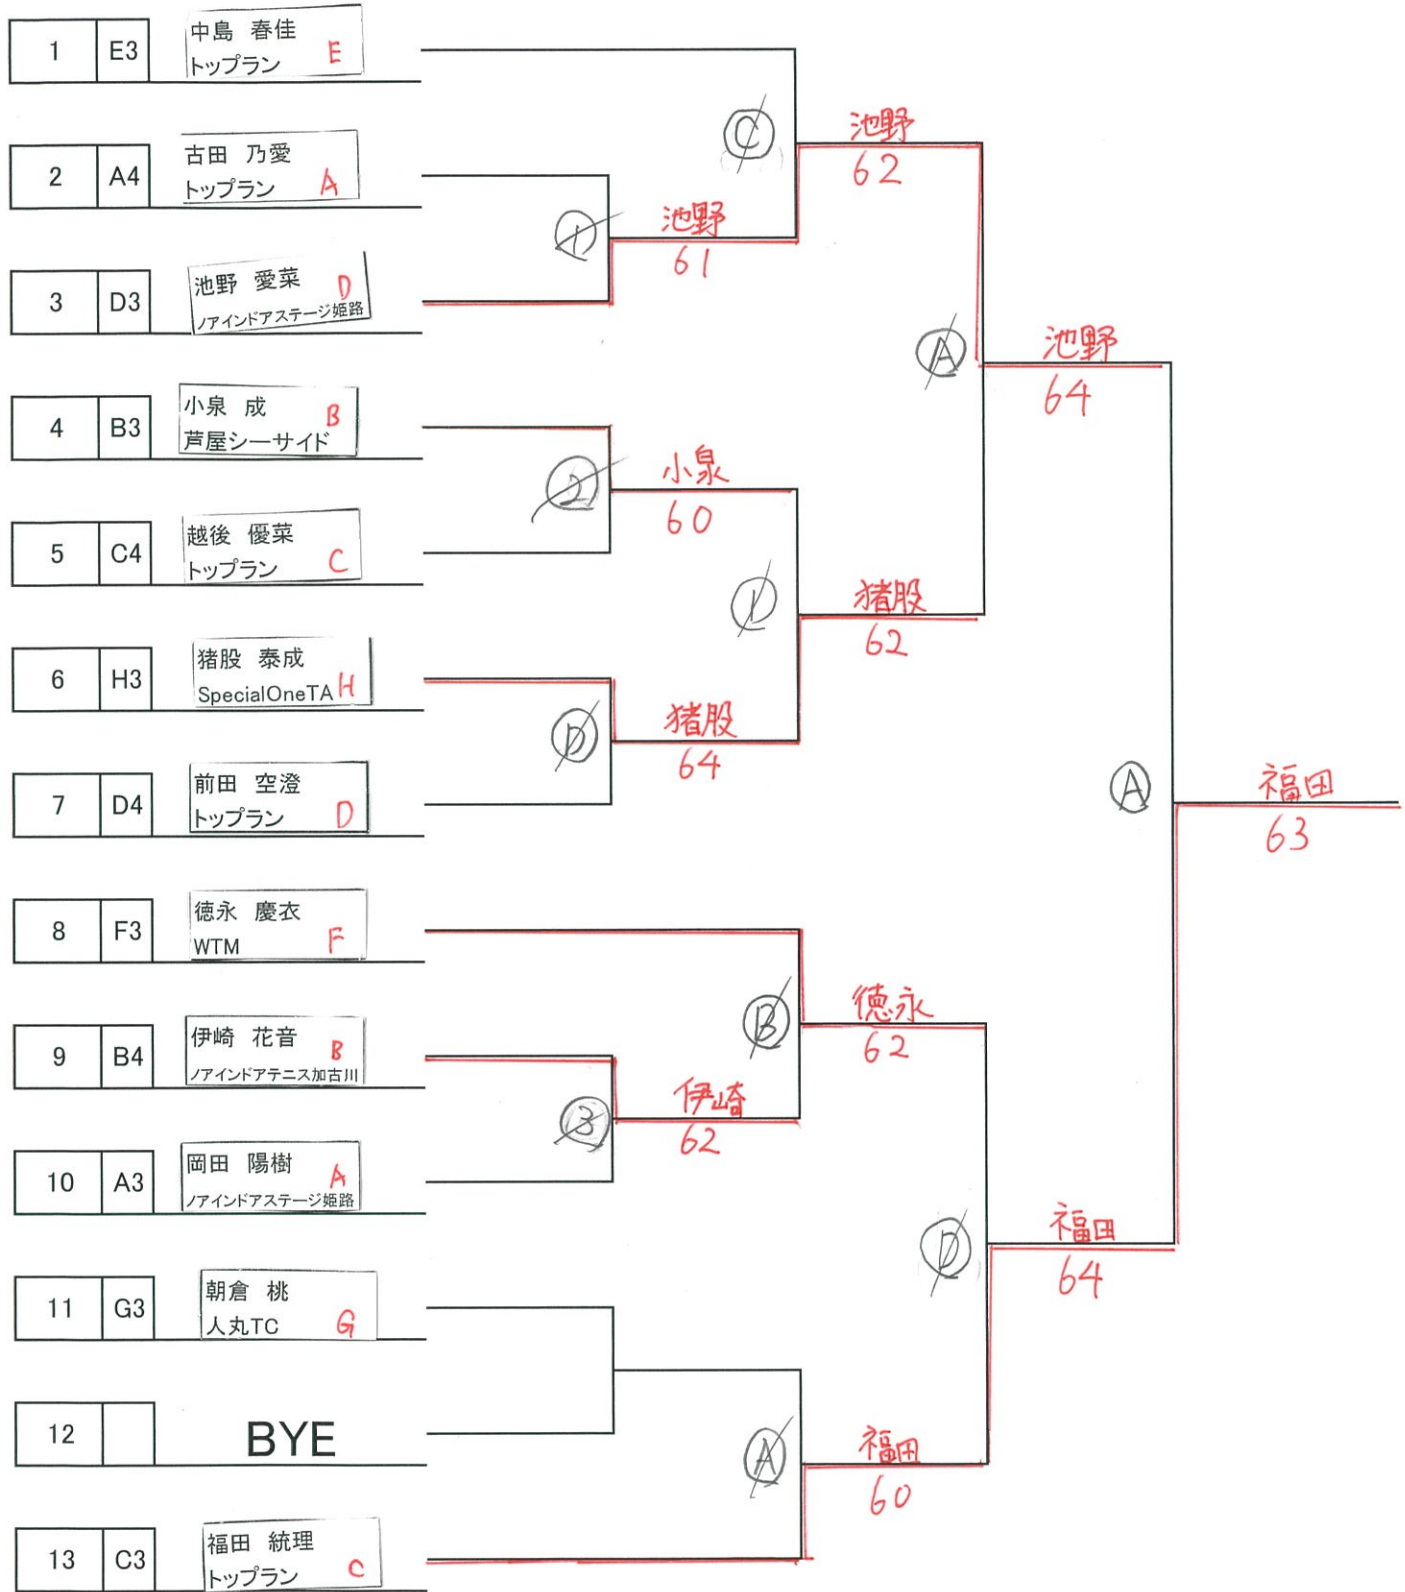 1 E3 中島 春佳
トップラン E
2 A4 古田 乃愛
トップラン A
3 D3 池野 愛菜 D
ノアインドアステージ姫路
4 B3 小泉 成 B
芦屋シーサイド
5 C4 越後 優菜
トップラン C
6 H3 猪股 泰成
SpecialOneTA H
7 D4 前田 空澄
トップラン D
8 F3 徳永 慶衣
WTM F
9 B4 伊崎 花音 B
ノアインドアテニス加古川
10 A3 岡田 陽樹 A
ノアインドアステージ姫路
11 G3 朝倉 桃
人丸TC G
12 BYE
13 C3 福田 統理
トップラン C
1
池野
61
2
小泉
60
D
猪股
64
3
伊崎
62
C
池野
62
猪股
62
B
徳永
62
A
福田
60
A
池野
64
D
福田
64
A
福田
63